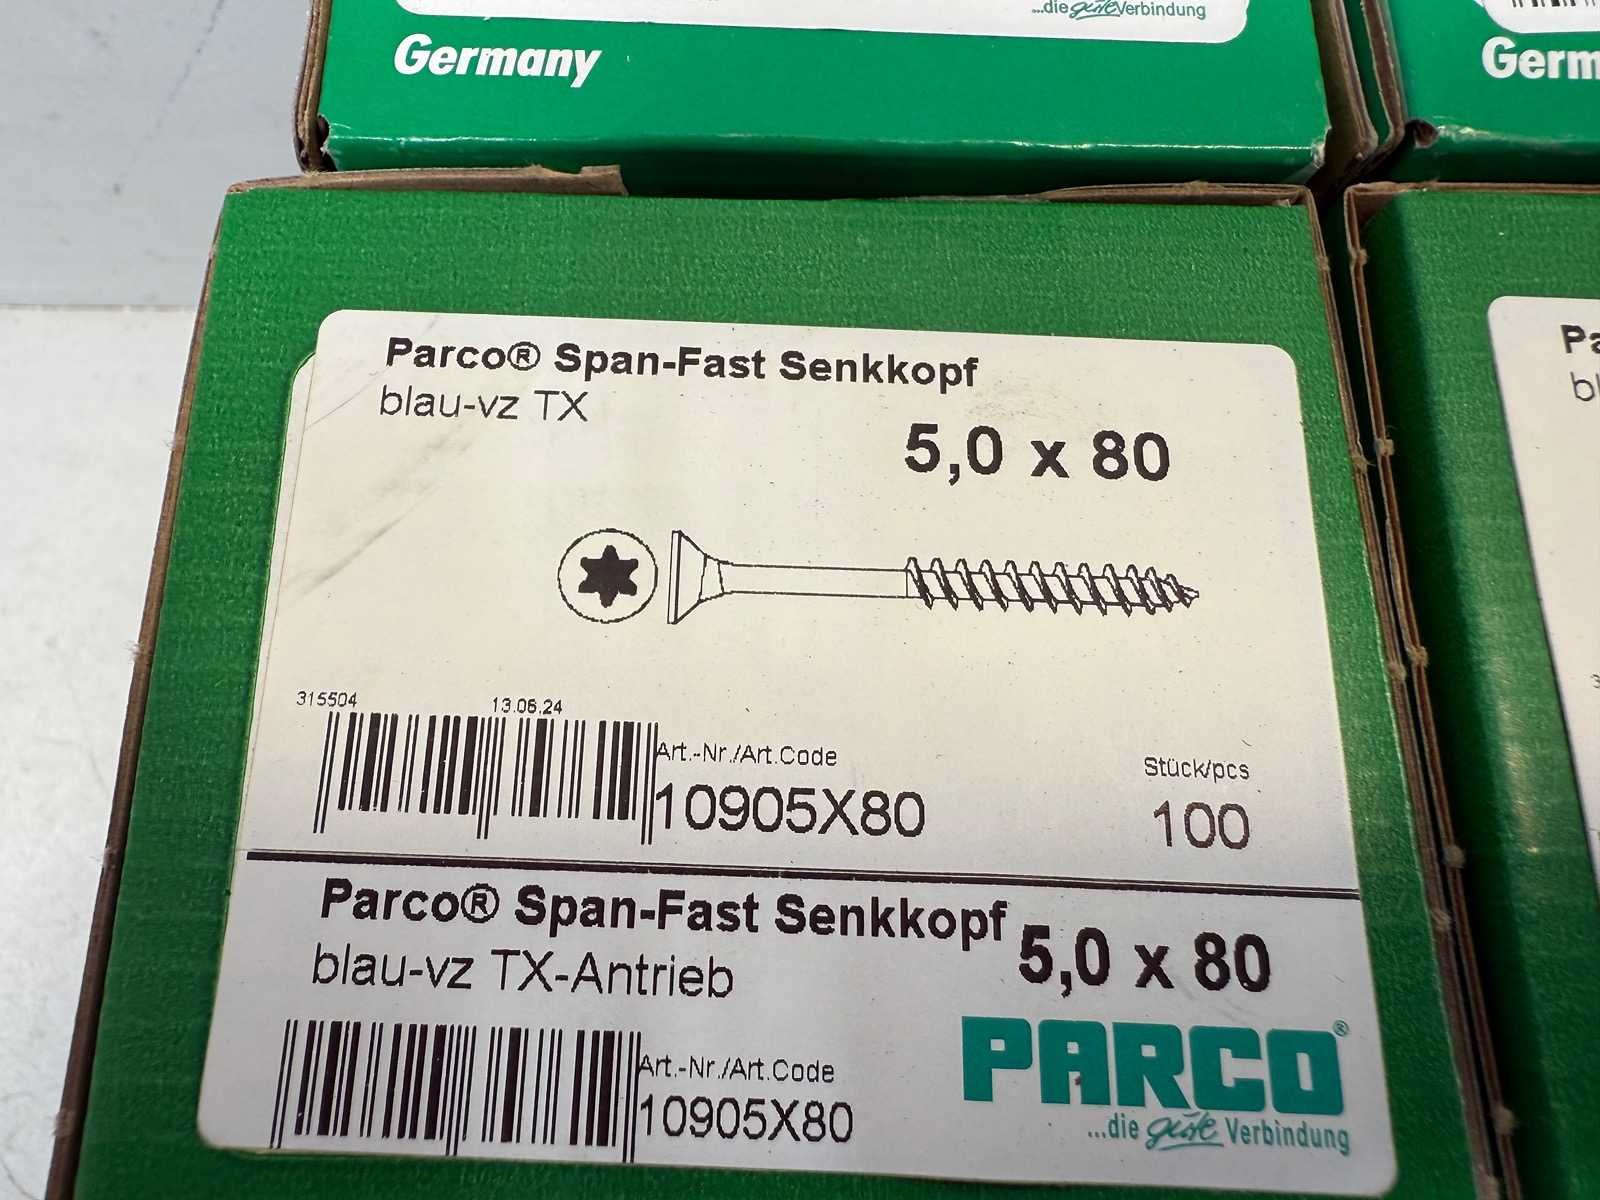 ...die gute Verbindung
Germany
Parco® Span-Fast Senkkopf
blau-vz TX
5,0 x 80
315504
13.06.24
Art.-Nr./Art.Code
10905X80
Stück/pcs
100
Parco® Span-Fast Senkkopf
blau-vz TX-Antrieb
5,0 x 80
Art.-Nr./Art.Code
10905X80
PARCO®
...die gute Verbindung
Germ
Pa
bl